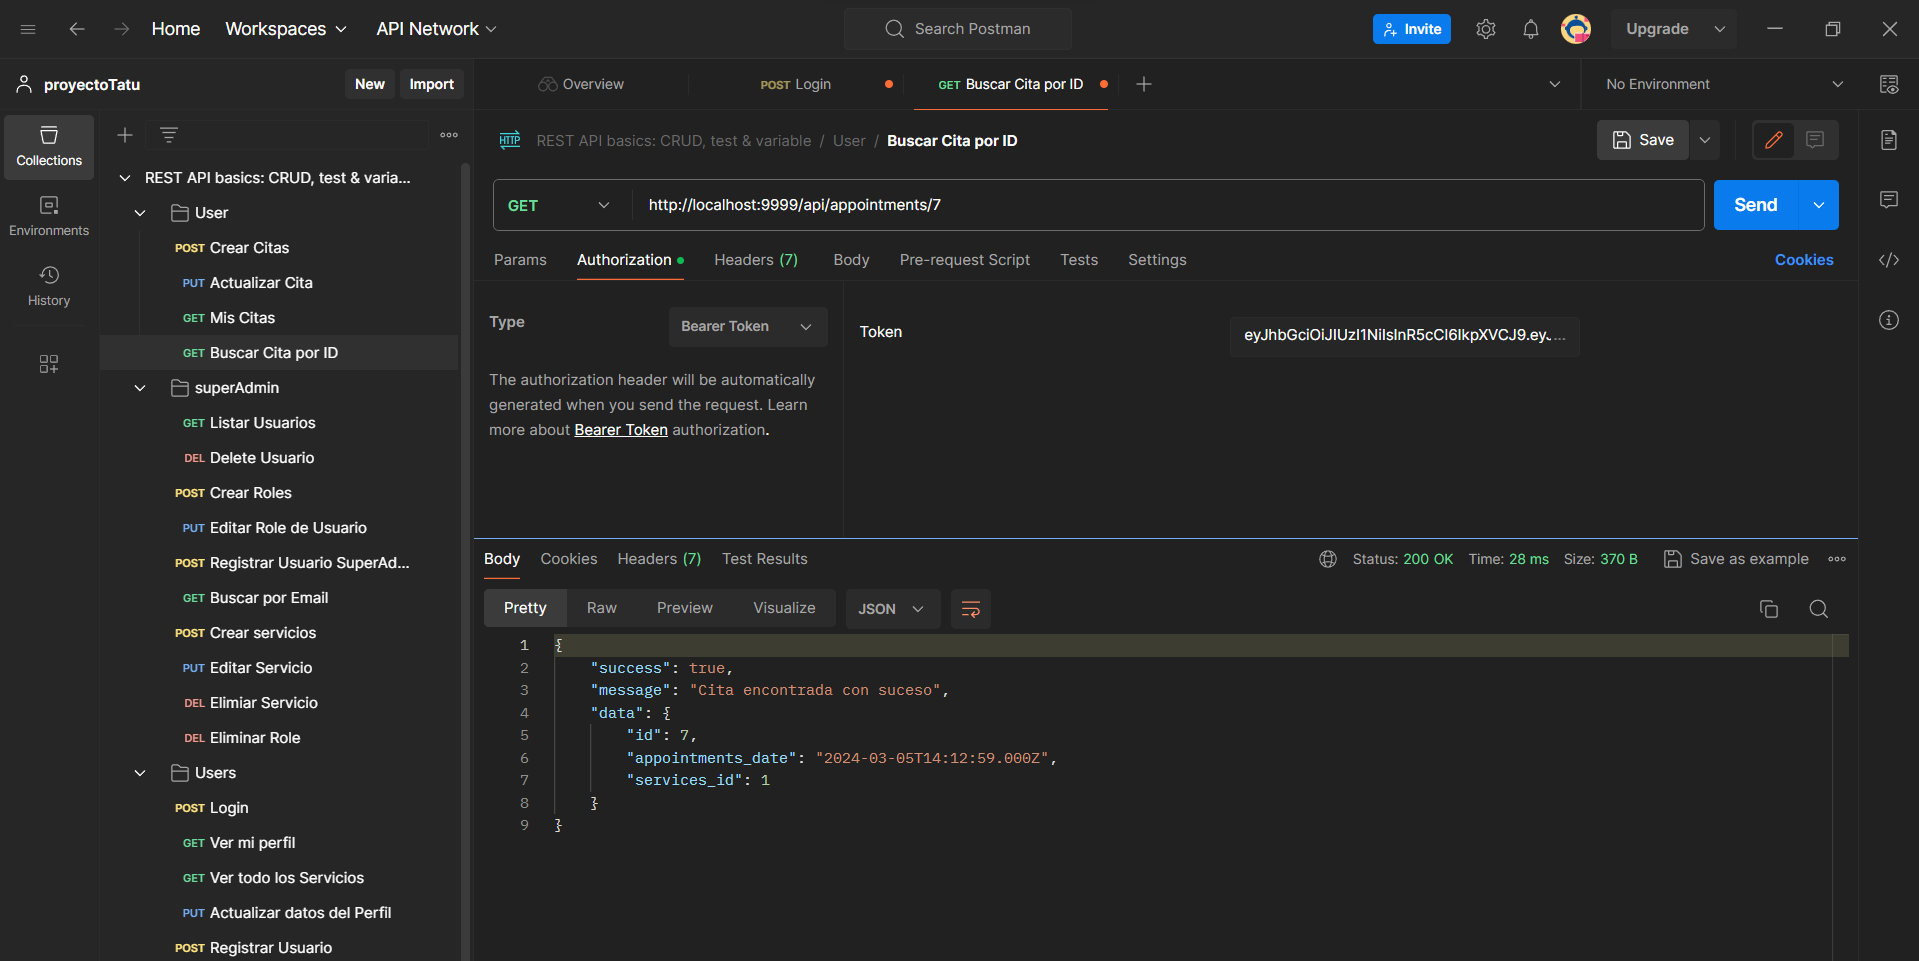 Home Workspaces API Network Search Postman Invite Upgrade
proyectoTatu New Import Overview POST Login GET Buscar Cita por ID No Environment
Collections
Environments
History
REST API basics: CRUD, test & varia...
User
POST Crear Citas
PUT Actualizar Cita
GET Mis Citas
GET Buscar Cita por ID
superAdmin
GET Listar Usuarios
DEL Delete Usuario
POST Crear Roles
PUT Editar Role de Usuario
POST Registrar Usuario SuperAd...
GET Buscar por Email
POST Crear servicios
PUT Editar Servicio
DEL Elimiar Servicio
DEL Eliminar Role
Users
POST Login
GET Ver mi perfil
GET Ver todo los Servicios
PUT Actualizar datos del Perfil
POST Registrar Usuario
HTTP REST API basics: CRUD, test & variable / User / Buscar Cita por ID Save
GET http://localhost:9999/api/appointments/7 Send
Params Authorization Headers (7) Body Pre-request Script Tests Settings Cookies
Type Bearer Token
The authorization header will be automatically
generated when you send the request. Learn
more about Bearer Token authorization.
Token eyJhbGciOiJIUzI1NiIsInR5cCI6IkpXVCJ9.eyJ...
Body Cookies Headers (7) Test Results Status: 200 OK Time: 28 ms Size: 370 B Save as example
Pretty Raw Preview Visualize JSON
1 {
2 "success": true,
3 "message": "Cita encontrada con suceso",
4 "data": {
5 "id": 7,
6 "appointments_date": "2024-03-05T14:12:59.000Z",
7 "services_id": 1
8 }
9 }